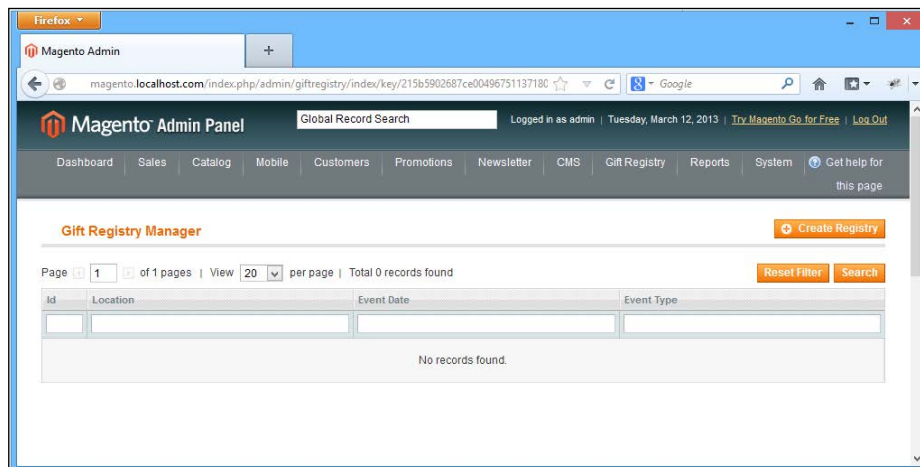 Firefox
Magento Admin
magento.localhost.com/index.php/admin/giftregistry/index/key/215b5902687ce00496751137180
Google
Magento Admin Panel
Global Record Search
Logged in as admin | Tuesday, March 12, 2013 | Try Magento Go for Free | Log Out
Dashboard Sales Catalog Mobile Customers Promotions Newsletter CMS Gift Registry Reports System Get help for
this page
Gift Registry Manager
Create Registry
Page 1 of 1 pages | View 20 per page | Total 0 records found
Reset Filter Search
Id Location Event Date Event Type
No records found.